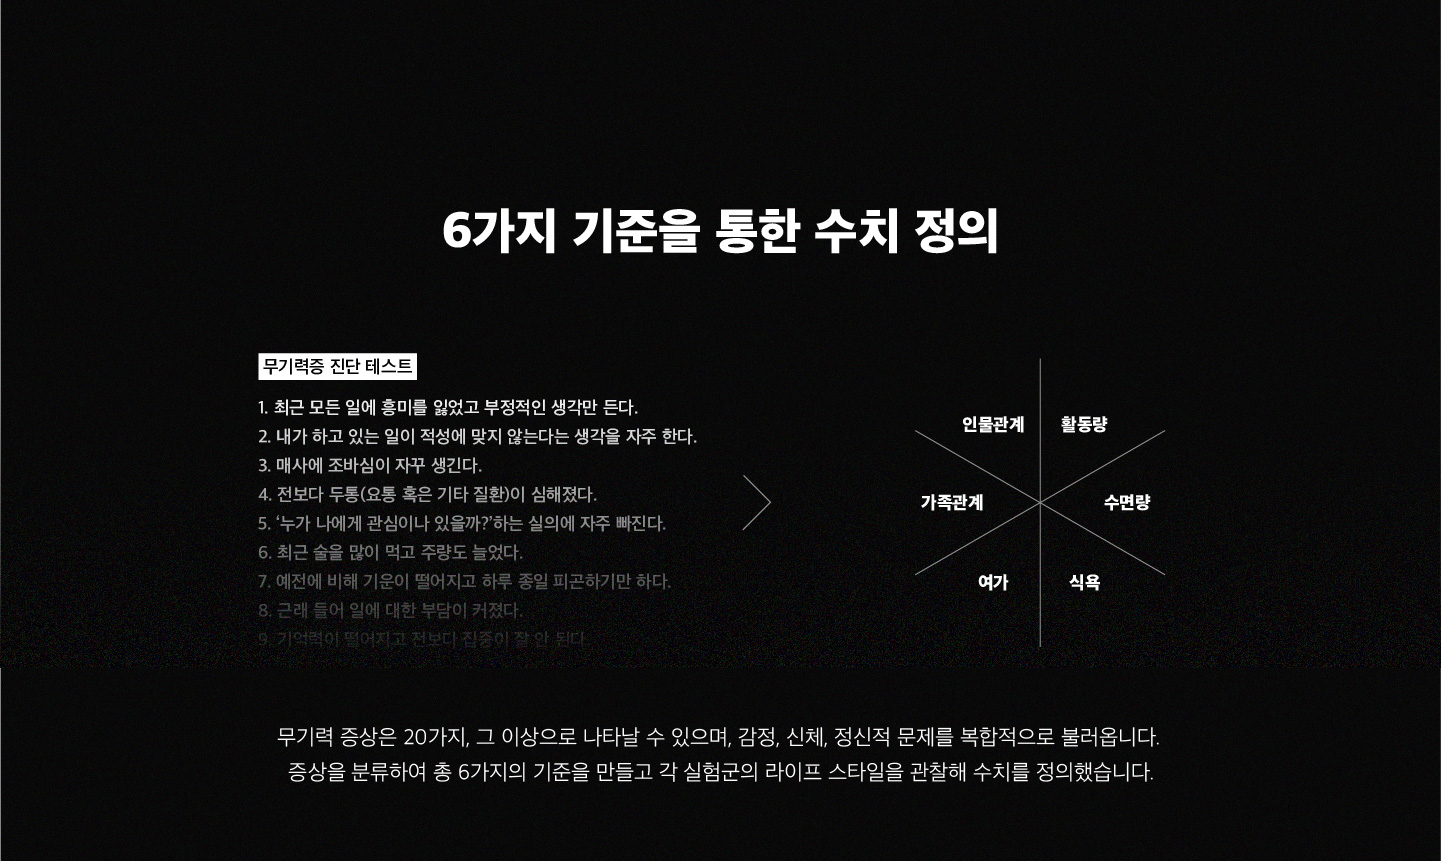 6가지 기준을 통한 수치 정의
무기력증 진단 테스트
1. 최근 모든 일에 흥미를 잃었고 부정적인 생각만 든다.
2. 내가 하고 있는 일이 적성에 맞지 않는다는 생각을 자주 한다.
3. 매사에 조바심이 자꾸 생긴다.
4. 전보다 두통(요통 혹은 기타 질환)이 심해졌다.
5. ‘누가 나에게 관심이나 있을까?’하는 실의에 자주 빠진다.
6. 최근 술을 많이 먹고 주량도 늘었다.
7. 예전에 비해 기운이 떨어지고 하루 종일 피곤하기만 하다.
8. 근래 들어 일에 대한 부담이 커졌다.
9. 기억력이 떨어지고 전보다 집중이 잘 안 된다.
인물관계
활동량
가족관계
수면량
여가
식욕
무기력 증상은 20가지, 그 이상으로 나타날 수 있으며, 감정, 신체, 정신적 문제를 복합적으로 불러옵니다.
증상을 분류하여 총 6가지의 기준을 만들고 각 실험군의 라이프 스타일을 관찰해 수치를 정의했습니다.